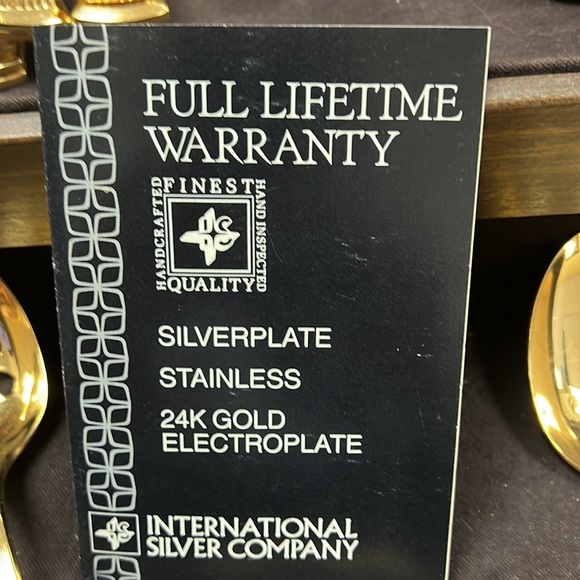 FULL LIFETIME
WARRANTY
FINEST
HANDCRAFTED
HAND INSPECTED
QUALITY
SILVERPLATE
STAINLESS
24K GOLD
ELECTROPLATE
INTERNATIONAL
SILVER COMPANY